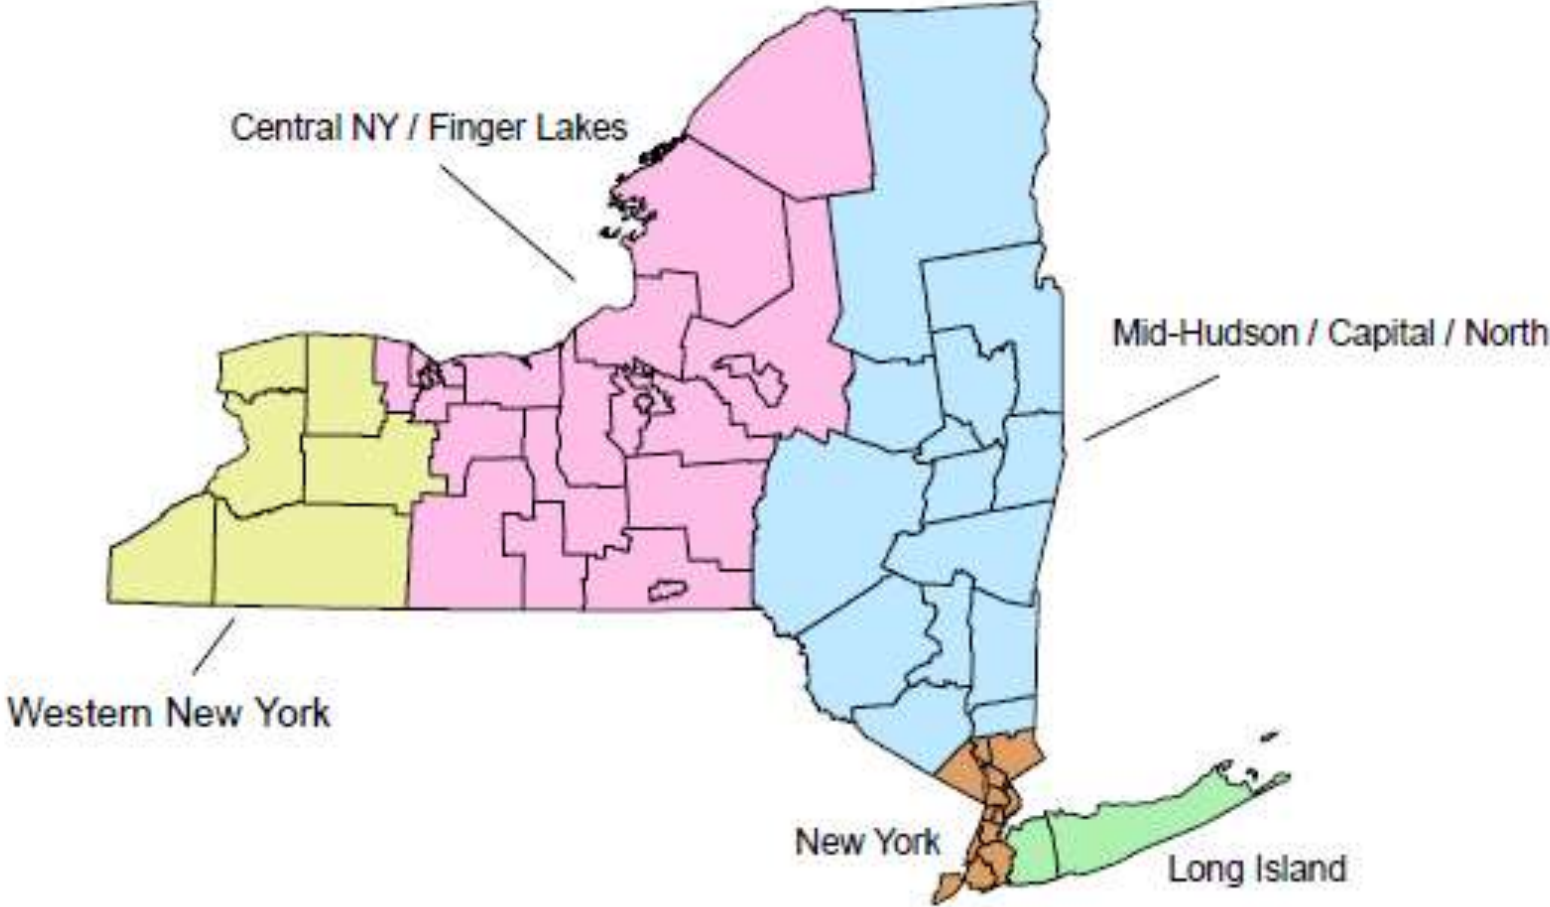 Central NY / Finger Lakes
Mid-Hudson / Capital / North
Western New York
New York
Long Island